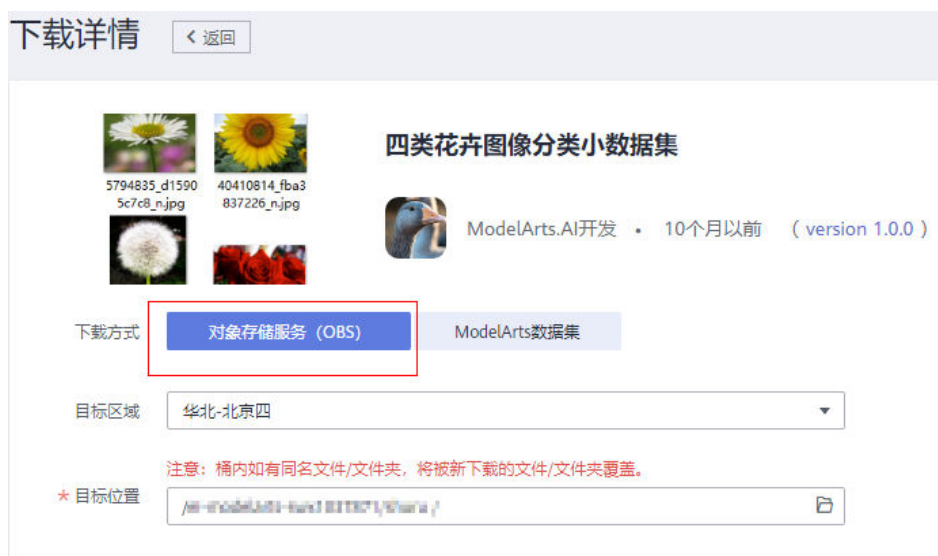 下载详情
返回
5794835_d1590
5c7c8_n.jpg
40410814_fba3
837226_n.jpg
四类花卉图像分类小数据集
ModelArts.AI开发 • 10个月以前 ( version 1.0.0 )
下载方式 对象存储服务（OBS） ModelArts数据集
目标区域 华北-北京四
注意：桶内如有同名文件/文件夹，将被新下载的文件/文件夹覆盖。
* 目标位置